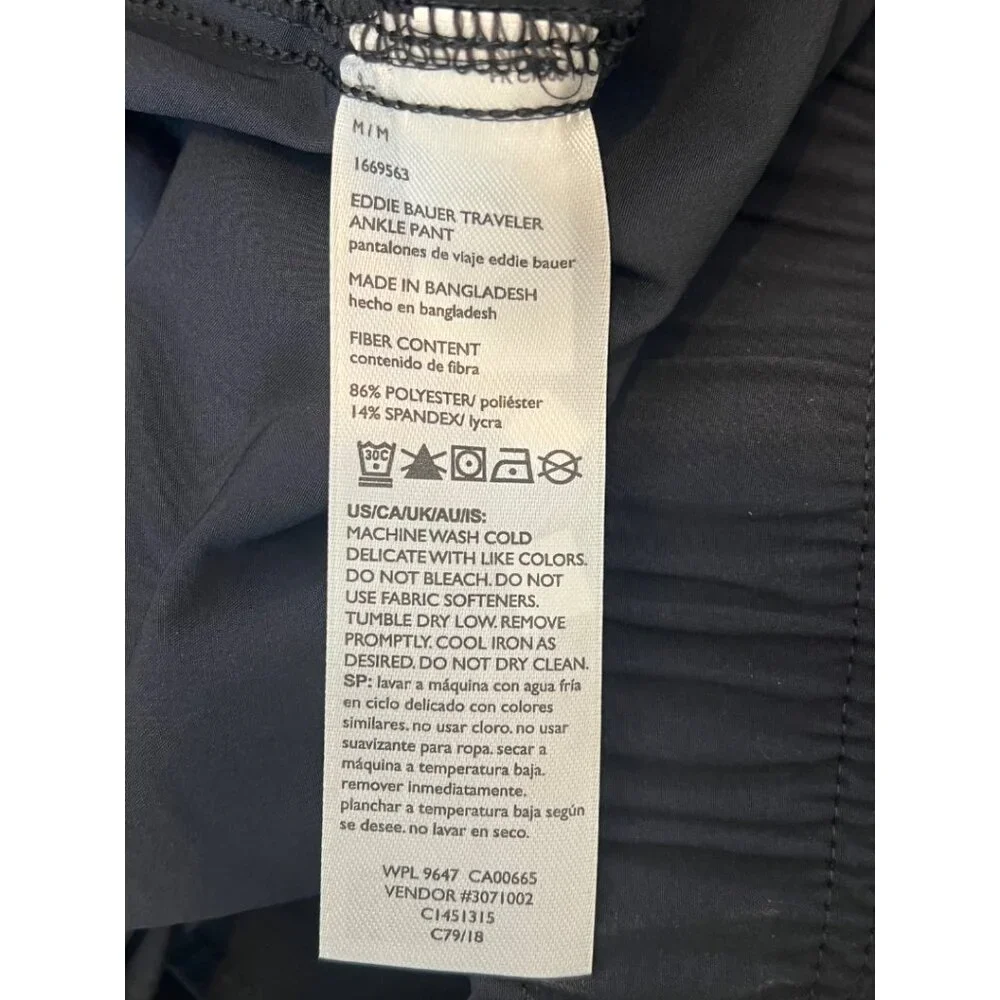 M/M
1669563
EDDIE BAUER TRAVELER
ANKLE PANT
pantalones de viaje eddie bauer
MADE IN BANGLADESH
hecho en bangladesh
FIBER CONTENT
contenido de fibra
86% POLYESTER/ poliéster
14% SPANDEX/ lycra
30C
US/CA/UK/AU/IS:
MACHINE WASH COLD
DELICATE WITH LIKE COLORS.
DO NOT BLEACH. DO NOT
USE FABRIC SOFTENERS.
TUMBLE DRY LOW. REMOVE
PROMPTLY. COOL IRON AS
DESIRED. DO NOT DRY CLEAN.
SP: lavar a máquina con agua fría
en ciclo delicado con colores
similares. no usar cloro. no usar
suavizante para ropa. secar a
máquina a temperatura baja.
remover inmediatamente.
planchar a temperatura baja según
se desee. no lavar en seco.
WPL 9647 CA00665
VENDOR #3071002
C1451315
C79/18